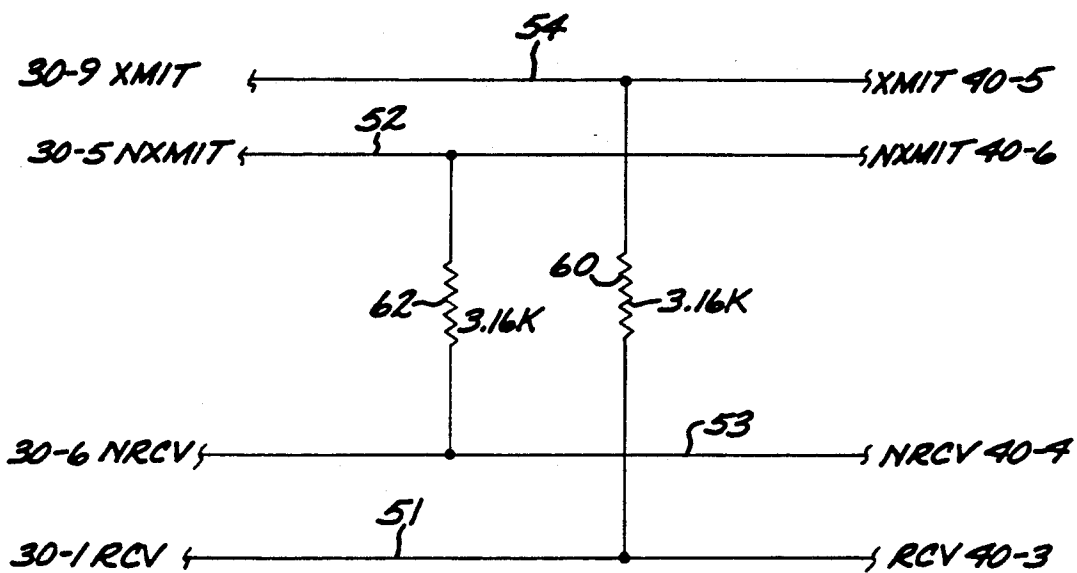 54
30-9 XMIT
XMIT 40-5
52
30-5 NXMIT
NXMIT 40-6
60
62
3.16K
3.16K
53
30-6 NRCV
NRCV 40-4
51
30-1 RCV
RCV 40-3